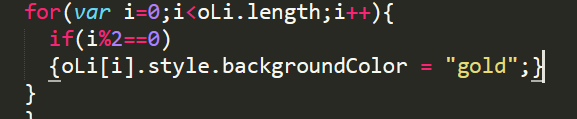 for(var i=0;i<oLi.length;i++){
if(i%2==0)
{oLi[i].style.backgroundColor = "gold";}
}
}